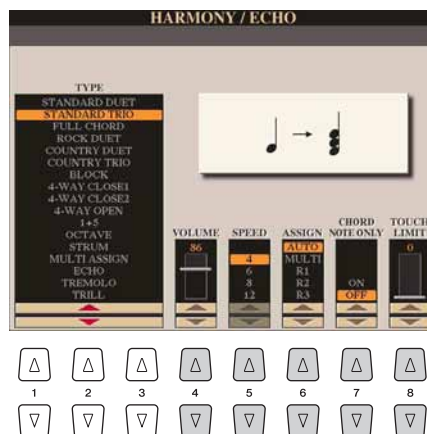 HARMONY / ECHO
TYPE
STANDARD DUET
STANDARD TRIO
FULL CHORD
ROCK DUET
COUNTRY DUET
COUNTRY TRIO
BLOCK
4-WAY CLOSE1
4-WAY CLOSE2
4-WAY OPEN
1+5
OCTAVE
STRUM
MULTI ASSIGN
ECHO
TREMOLO
TRILL
VOLUME
86
SPEED
4
6
8
12
ASSIGN
AUTO
MULTI
R1
R2
R3
CHORD
NOTE ONLY
ON
OFF
TOUCH
LIMIT
0
1 2 3 4 5 6 7 8